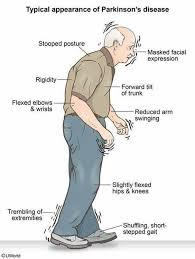 Typical appearance of Parkinson's disease
Stooped posture
Masked facial
expression
Rigidity
Forward tilt
of trunk
Flexed elbows
& wrists
Reduced arm
swinging
Slightly flexed
hips & knees
Trembling of
extremities
Shuffling, short-
stepped gait
©UWorld